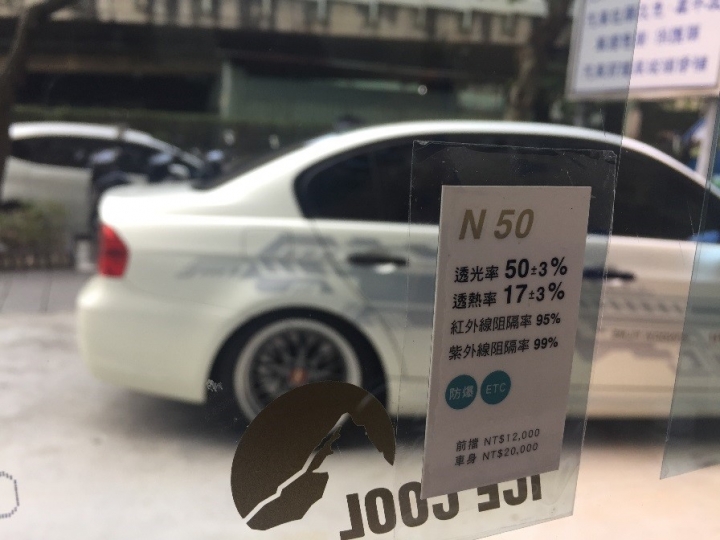 N 50
透光率 50±3%
透熱率 17±3%
紅外線阻隔率 95%
紫外線阻隔率 99%
防爆 ETC
前擋 NT$12,000
車身 NT$20,000
ICE COOL